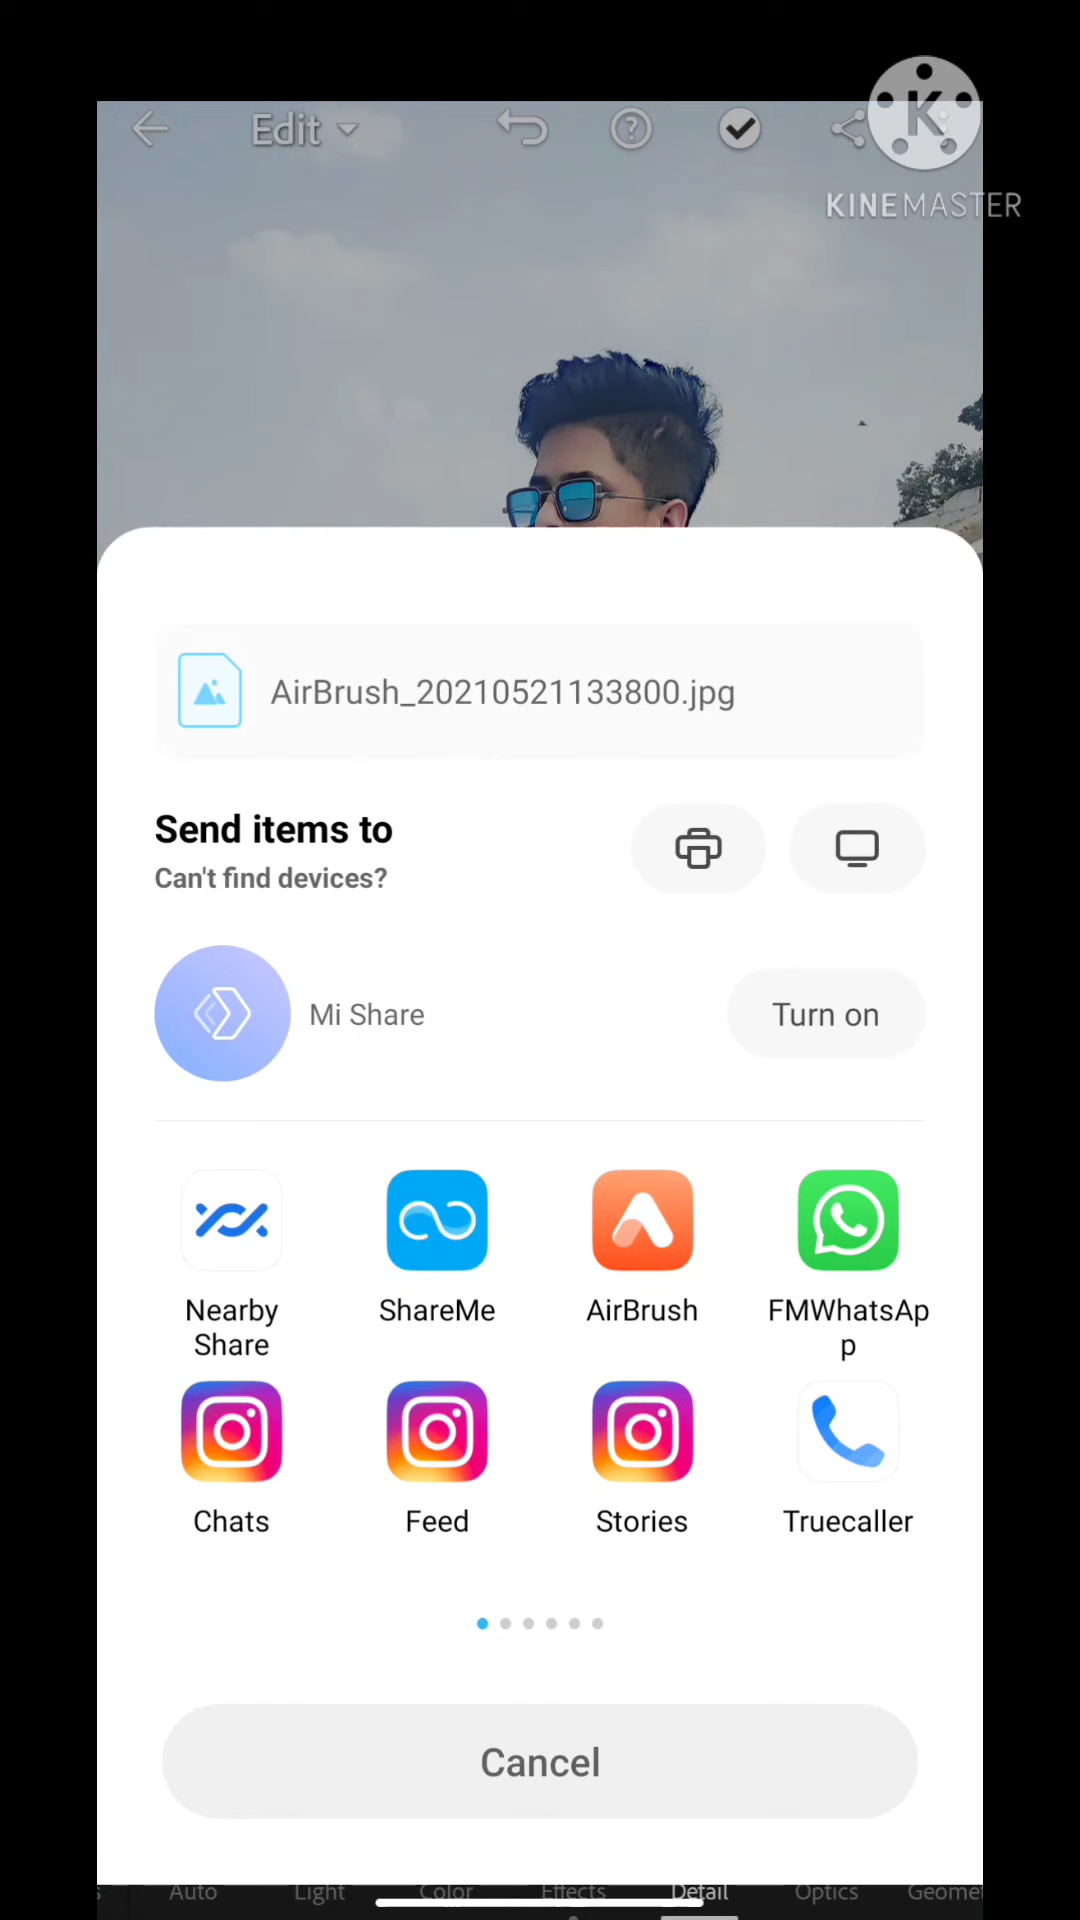 Edit
K
KINEMASTER
AirBrush_20210521133800.jpg
Send items to
Can't find devices?
Mi Share
Turn on
Nearby
Share
ShareMe
AirBrush
FMWhatsAp
p
Chats
Feed
Stories
Truecaller
Cancel
Auto Light Color Effects Detail Optics Geomet